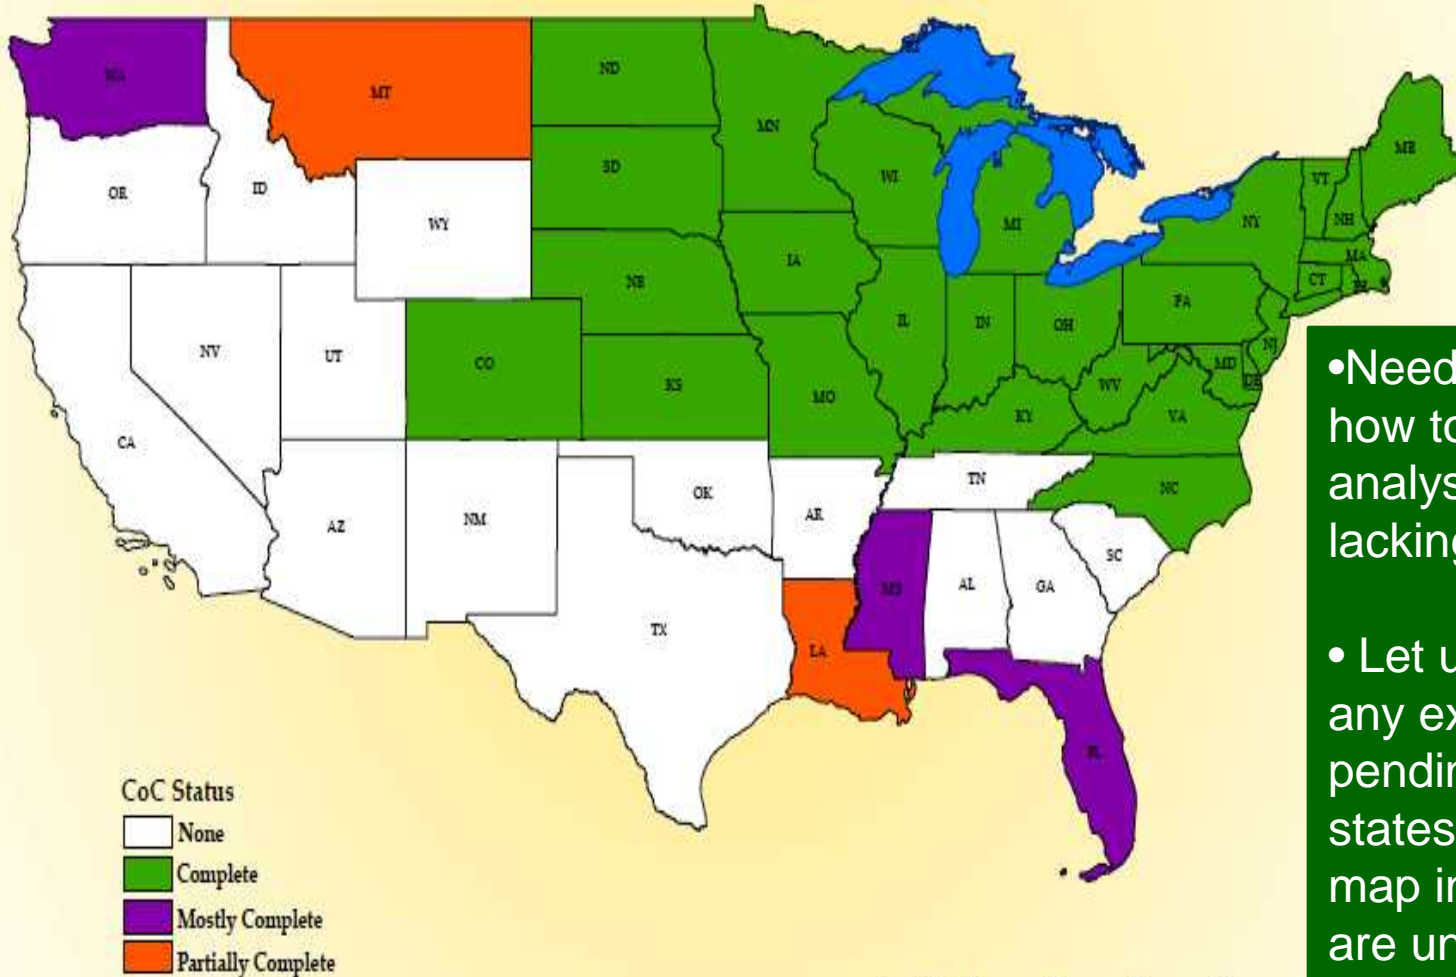 WA
MT
ND
MN
ME
OR
ID
SD
WI
VT
NH
NY
WY
MI
MA
CT
RI
IA
NE
PA
IL
IN
OH
NJ
NV
UT
CO
KS
MO
WV
MD
DE
KY
VA
CA
NC
TN
OK
AR
AZ
NM
SC
MS
AL
GA
TX
LA
FL
•Need
how to
analys
lacking
• Let u
any ex
pendin
states
map in
are un
CoC Status
None
Complete
Mostly Complete
Partially Complete